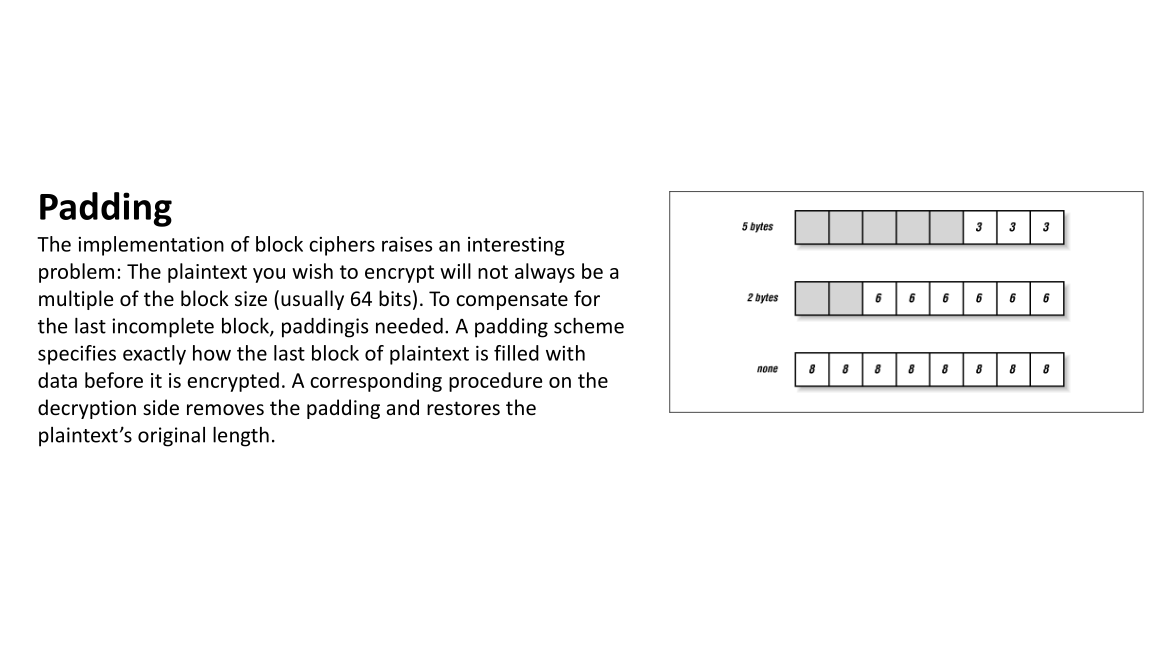 Padding
The implementation of block ciphers raises an interesting
problem: The plaintext you wish to encrypt will not always be a
multiple of the block size (usually 64 bits). To compensate for
the last incomplete block, paddingis needed. A padding scheme
specifies exactly how the last block of plaintext is filled with
data before it is encrypted. A corresponding procedure on the
decryption side removes the padding and restores the
plaintext’s original length.
5 bytes 3 3 3
2 bytes 6 6 6 6 6 6
none 8 8 8 8 8 8 8 8